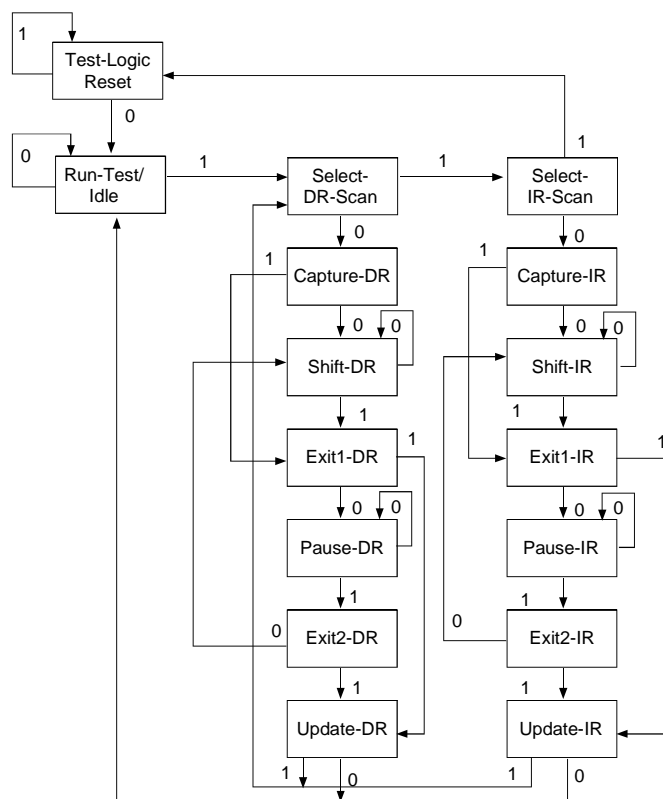 1
Test-Logic
Reset
0
0
Run-Test/
Idle
1
Select-
DR-Scan
1
Select-
IR-Scan
1
0
0
1
Capture-DR
1
Capture-IR
0
0
0
0
Shift-DR
Shift-IR
1
1
Exit1-DR
1
Exit1-IR
1
0
0
0
0
Pause-DR
Pause-IR
1
1
0
Exit2-DR
0
Exit2-IR
1
1
Update-DR
Update-IR
1
0
1
0